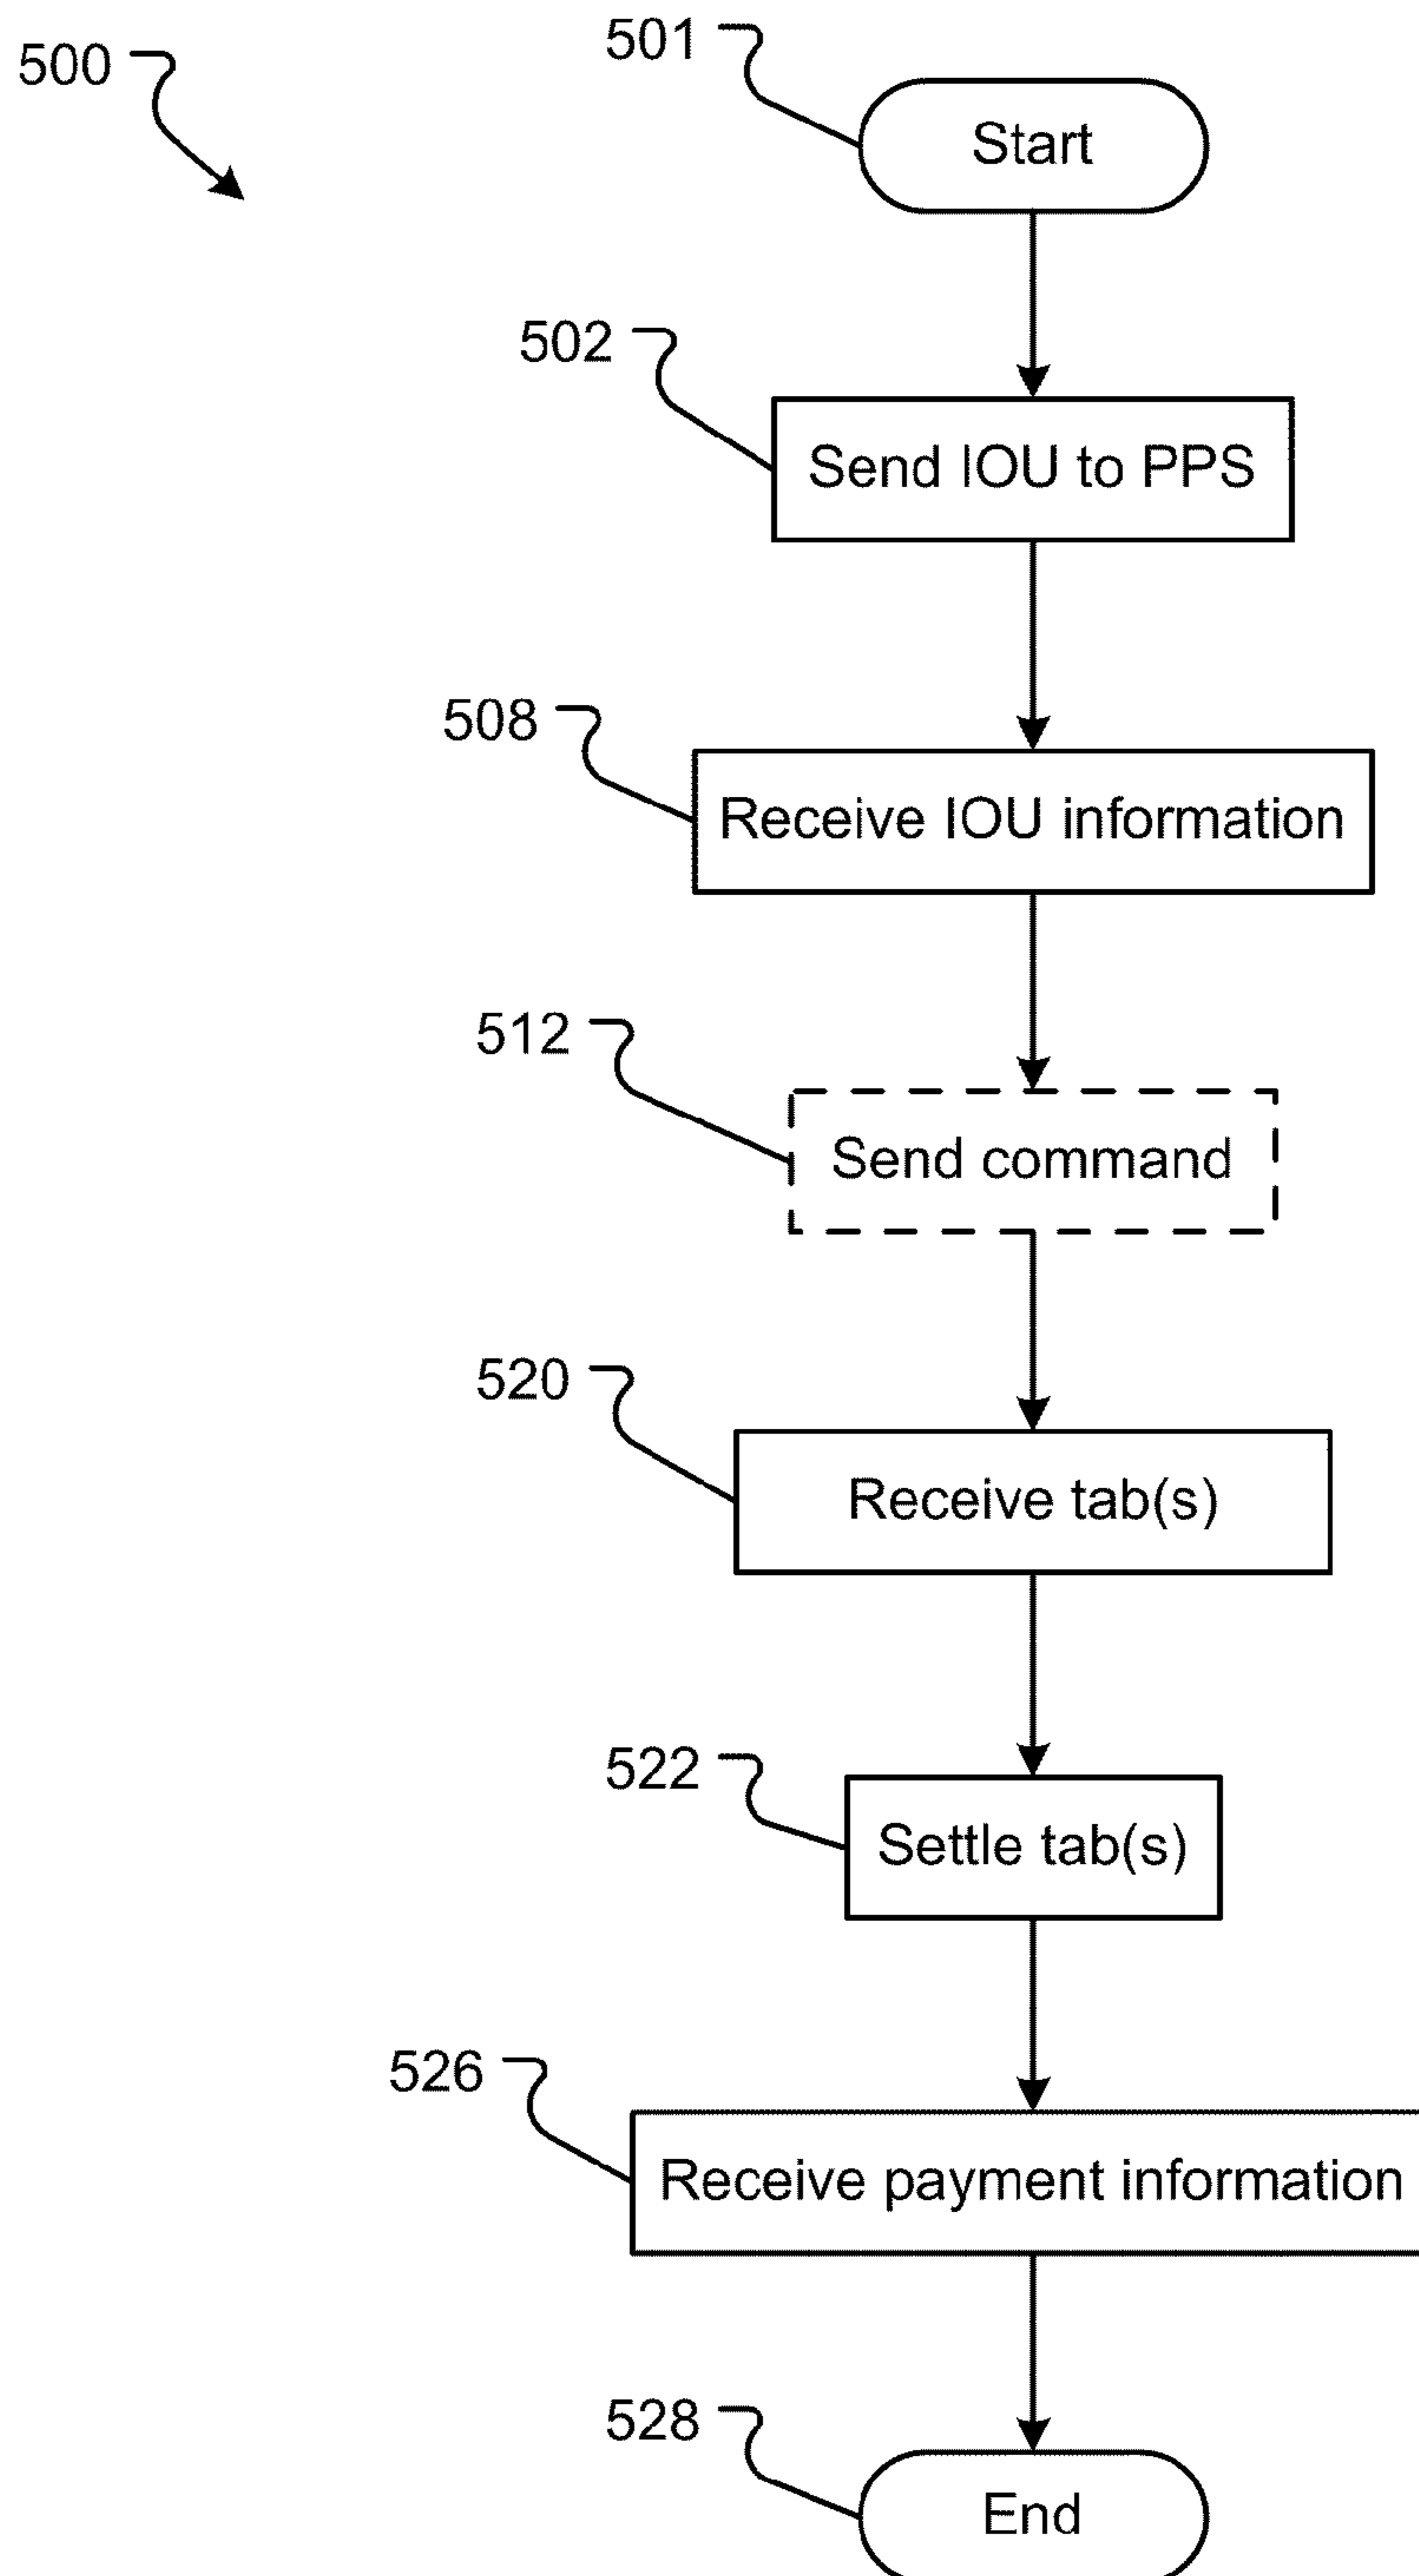 500
501
Start
502
Send IOU to PPS
508
Receive IOU information
512
Send command
520
Receive tab(s)
522
Settle tab(s)
526
Receive payment information
528
End